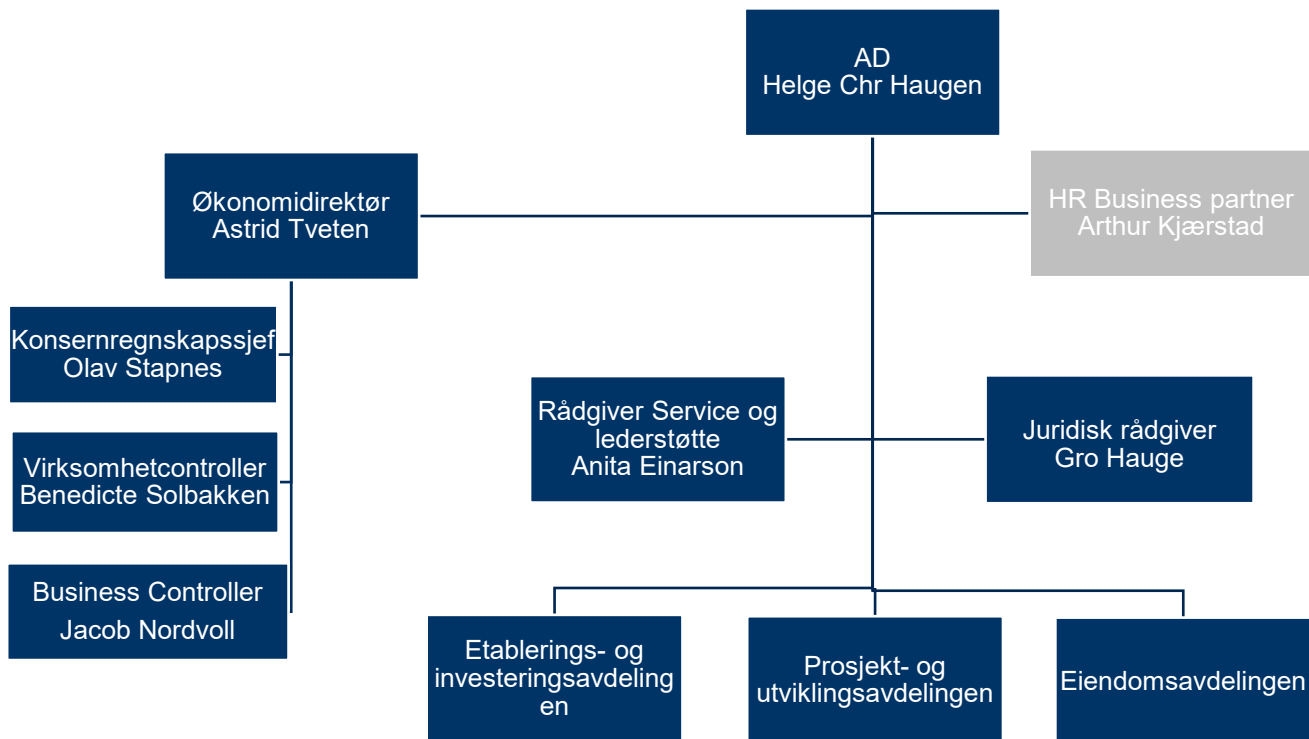 AD
Helge Chr Haugen
Økonomidirektør
Astrid Tveten
HR Business partner
Arthur Kjærstad
Konsernregnskapssjef
Olav Stapnes
Rådgiver Service og
lederstøtte
Anita Einarson
Juridisk rådgiver
Gro Hauge
Virksomhetcontroller
Benedicte Solbakken
Business Controller
Jacob Nordvoll
Etablerings- og
investeringsavdeling
en
Prosjekt- og
utviklingsavdelingen
Eiendomsavdelingen